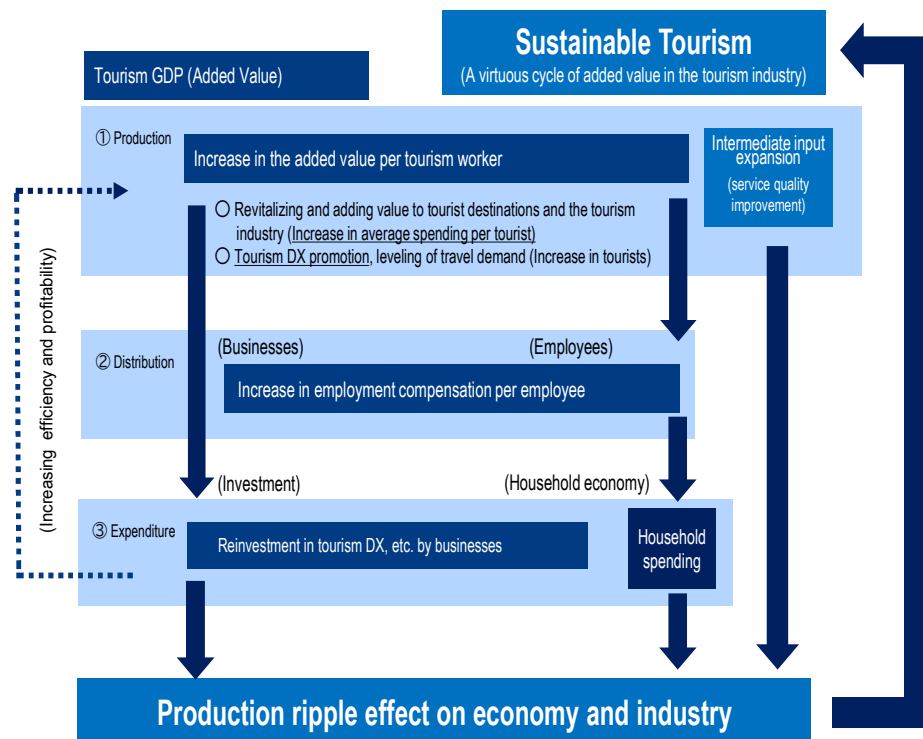 Sustainable Tourism
(A virtuous cycle of added value in the tourism industry)
Tourism GDP (Added Value)
① Production
Increase in the added value per tourism worker
Intermediate input
expansion
(service quality
improvement)
〇 Revitalizing and adding value to tourist destinations and the tourism
industry (Increase in average spending per tourist)
〇 Tourism DX promotion, leveling of travel demand (Increase in tourists)
(Increasing efficiency and profitability)
(Businesses)
(Employees)
② Distribution
Increase in employment compensation per employee
(Investment)
(Household economy)
③ Expenditure
Reinvestment in tourism DX, etc. by businesses
Household
spending
Production ripple effect on economy and industry